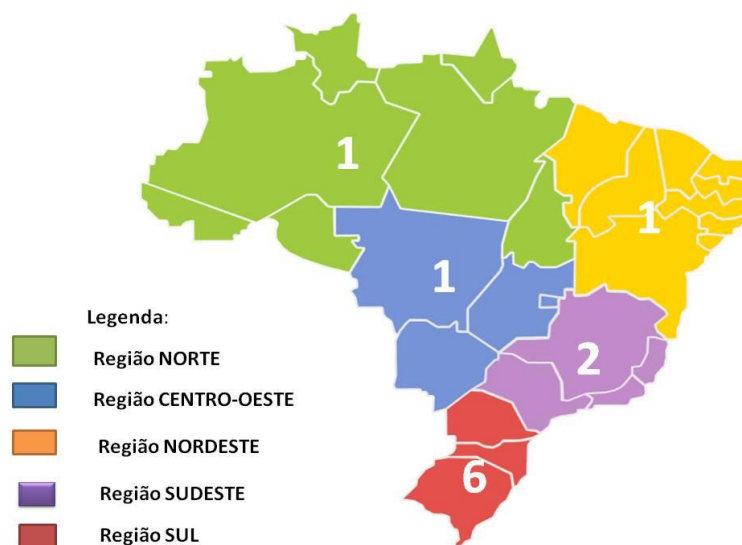 1
1
1
2
6
Legenda:
Região NORTE
Região CENTRO-OESTE
Região NORDESTE
Região SUDESTE
Região SUL